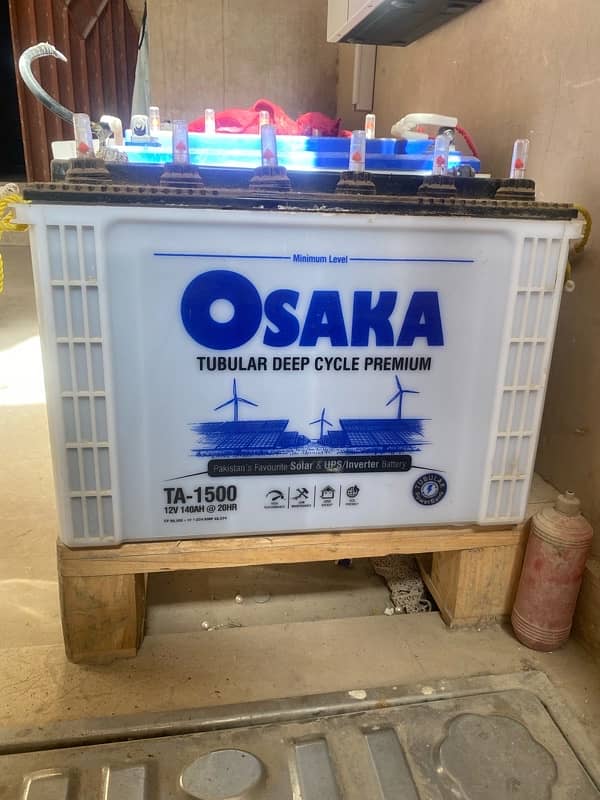 Minimum Level
OSAKA
TUBULAR DEEP CYCLE PREMIUM
Pakistan's Favourite Solar & UPS/Inverter Battery
TA-1500
12V 140AH @ 20HR
TUBULAR